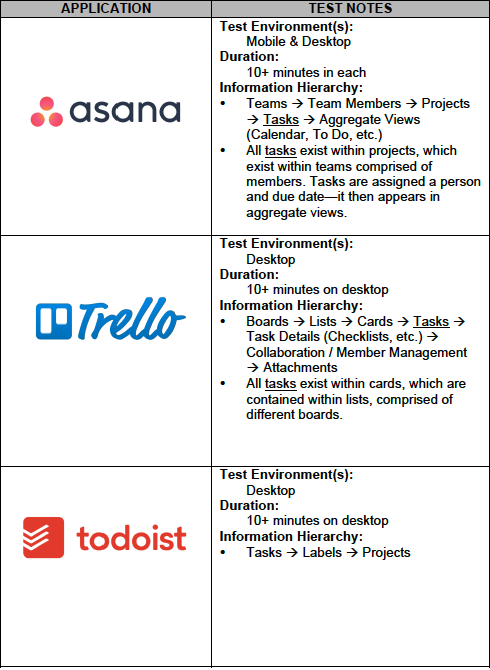 APPLICATION TEST NOTES
asana
Test Environment(s):
Mobile & Desktop
Duration:
10+ minutes in each
Information Hierarchy:
• Teams → Team Members → Projects
→ Tasks → Aggregate Views
(Calendar, To Do, etc.)
• All tasks exist within projects, which
exist within teams comprised of
members. Tasks are assigned a person
and due date—it then appears in
aggregate views.
Trello
Test Environment(s):
Desktop
Duration:
10+ minutes on desktop
Information Hierarchy:
• Boards → Lists → Cards → Tasks →
Task Details (Checklists, etc.) →
Collaboration / Member Management
→ Attachments
• All tasks exist within cards, which are
contained within lists, comprised of
different boards.
todoist
Test Environment(s):
Desktop
Duration:
10+ minutes on desktop
Information Hierarchy:
• Tasks → Labels → Projects